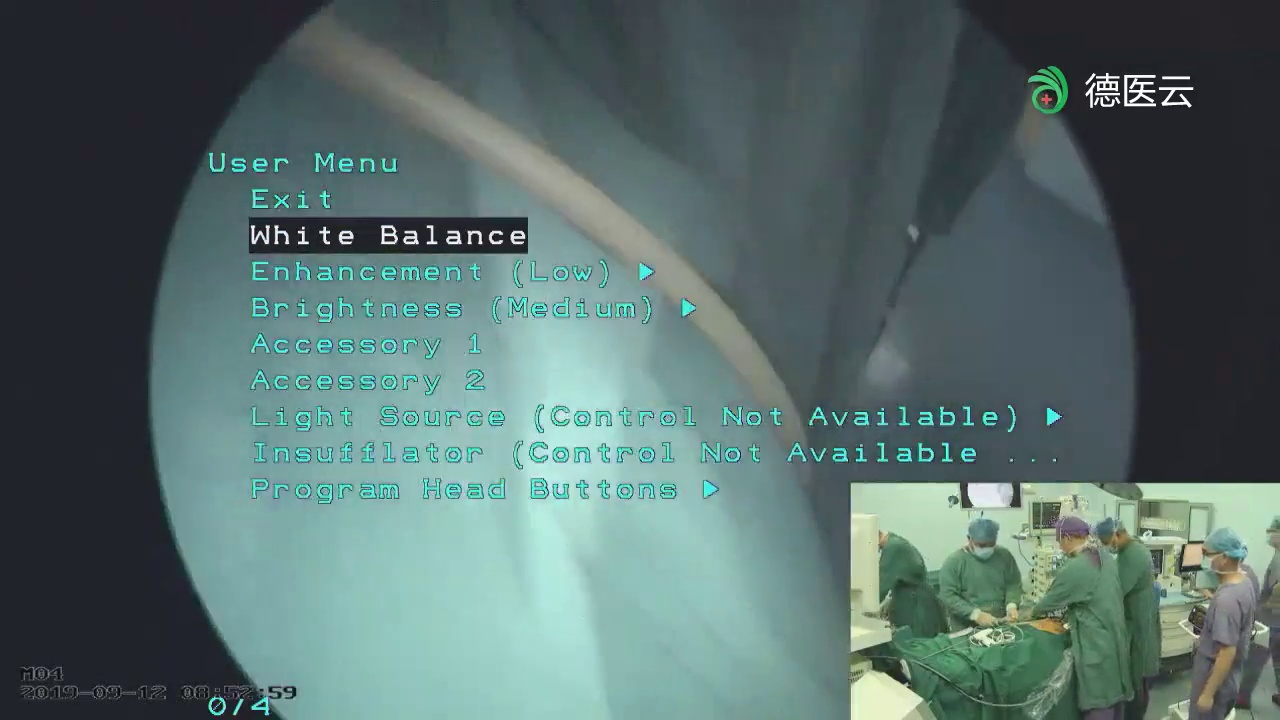 德医云
User Menu
Exit
White Balance
Enhancement (Low) ▶
Brightness (Medium) ▶
Accessory 1
Accessory 2
Light Source (Control Not Available) ▶
Insufflator (Control Not Available ...
Program Head Buttons ▶
M04
2019-09-12 08:52:59
0/4